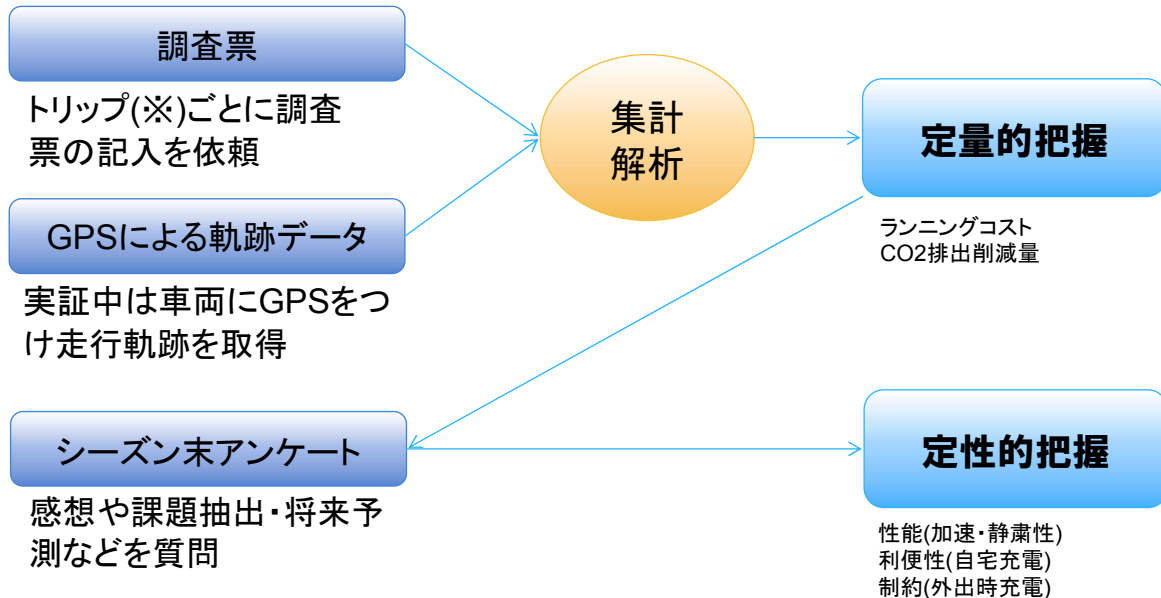 調査票
トリップ(※)ごとに調査
票の記入を依頼
GPSによる軌跡データ
実証中は車両にGPSをつ
け走行軌跡を取得
シーズン末アンケート
感想や課題抽出・将来予
測などを質問
集計
解析
定量的把握
ランニングコスト
CO2排出削減量
定性的把握
性能(加速・静粛性)
利便性(自宅充電)
制約(外出時充電)